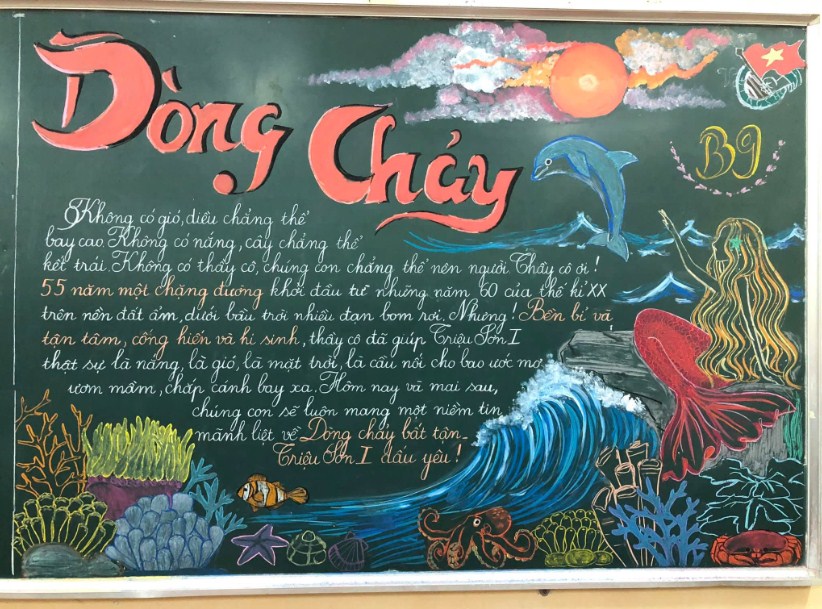 Dòng Chảy
B9
Không có gió, diều chẳng thể
bay cao. Không có nắng, cây chẳng thể
kết trái. Không có thầy cô, chúng con chẳng thể nên người. Thầy cô ơi!
55 năm một chặng đường khởi đầu từ những năm 60 của thế kỉ XX
trên nền đất ấm, dưới bầu trời nhiều đạn bom rơi. Nhưng! Bền bỉ và
tận tâm, cống hiến và hi sinh, thầy cô đã giúp Triệu Sơn I
thật sự là nắng, là gió, là mặt trời, là cầu nối cho bao ước mơ
ươm mầm, chắp cánh bay xa. Hôm nay và mai sau,
chúng con sẽ luôn mang một niềm tin
mãnh liệt về Dòng chảy bất tận_
Triệu Sơn I dấu yêu!